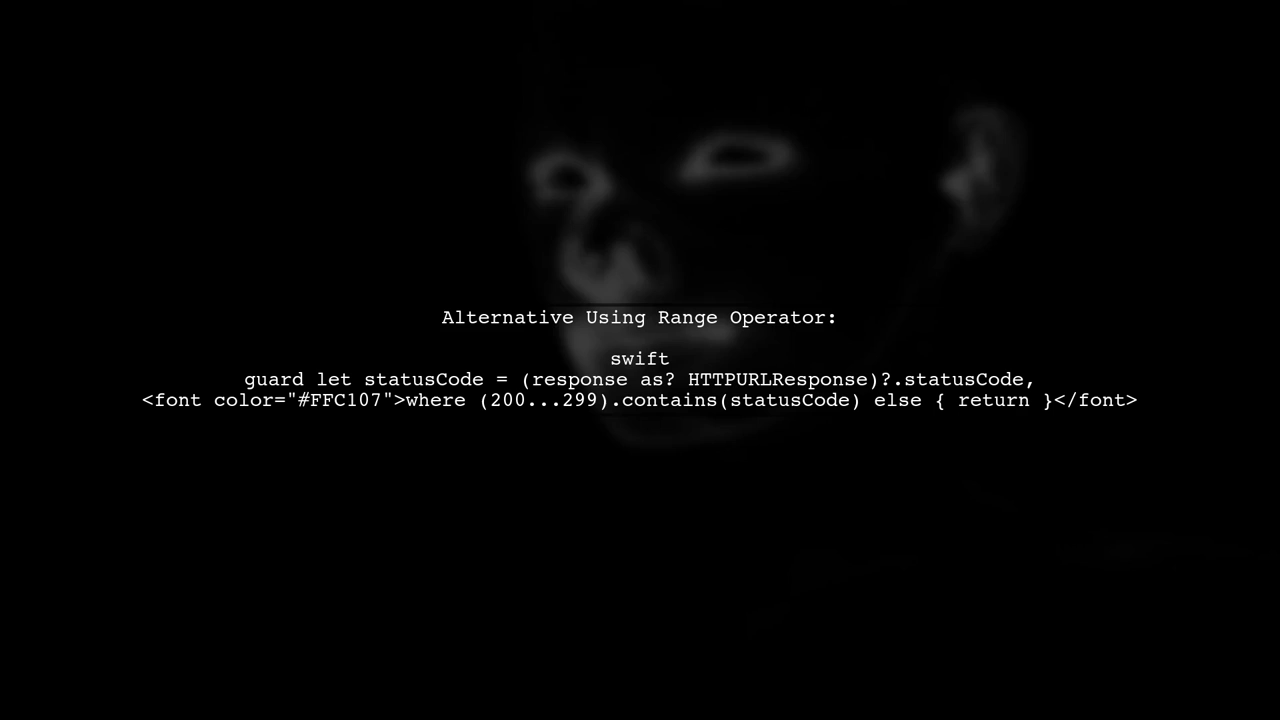 Alternative Using Range Operator:
swift
guard let statusCode = (response as? HTTPURLResponse)?.statusCode,
<font color="#FFC107">where (200...299).contains(statusCode) else { return }</font>